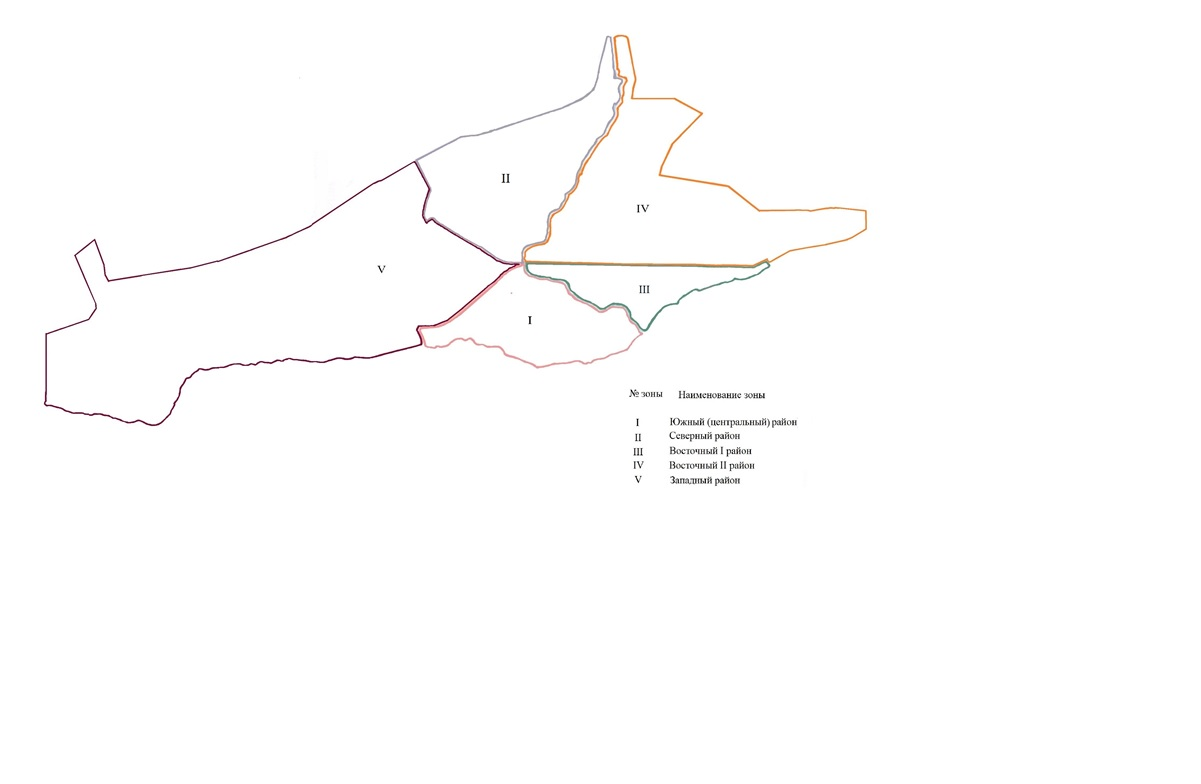 II
IV
V
III
I
№ зоны Наименование зоны
I Южный (центральный) район
II Северный район
III Восточный I район
IV Восточный II район
V Западный район